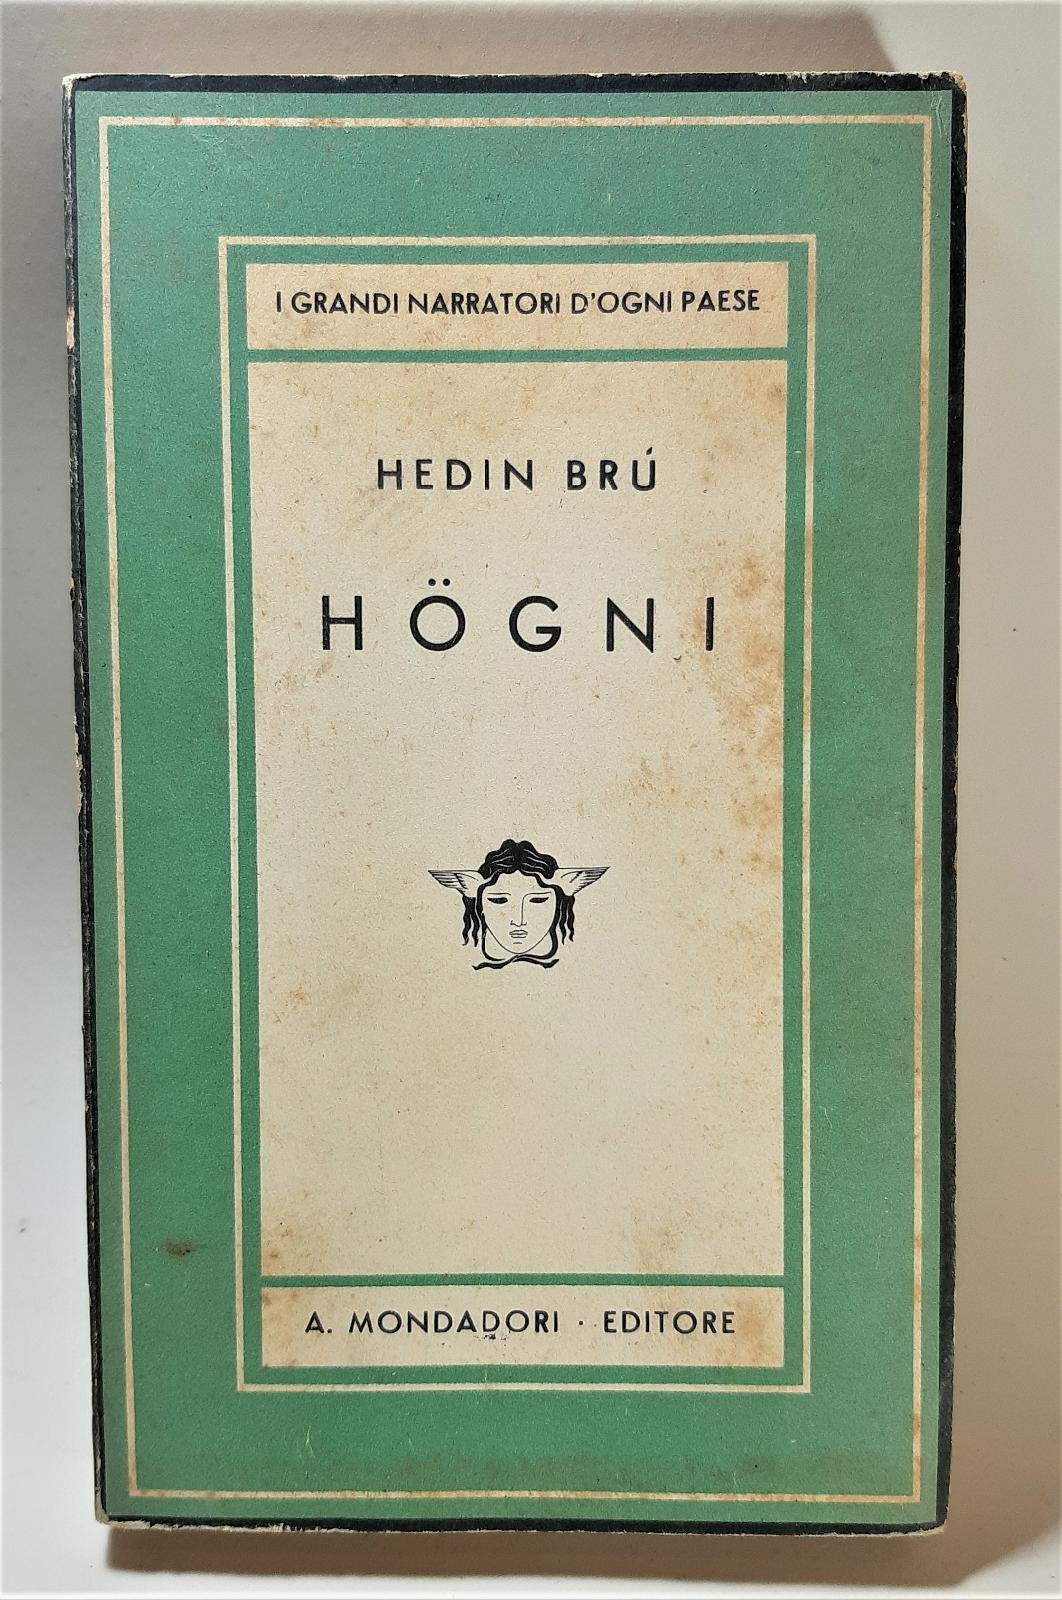 I GRANDI NARRATORI D'OGNI PAESE
HEDIN BRÚ
HÖGNI
A. MONDADORI · EDITORE